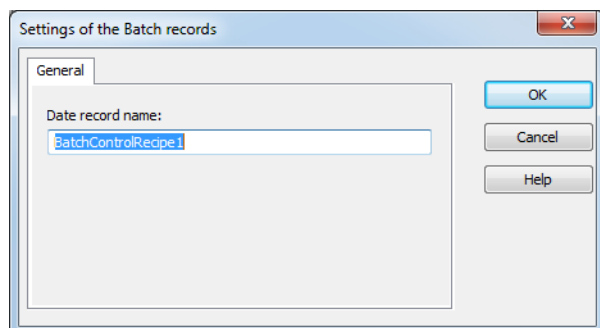 Settings of the Batch records
General
Date record name:
BatchControlRecipe1
OK
Cancel
Help